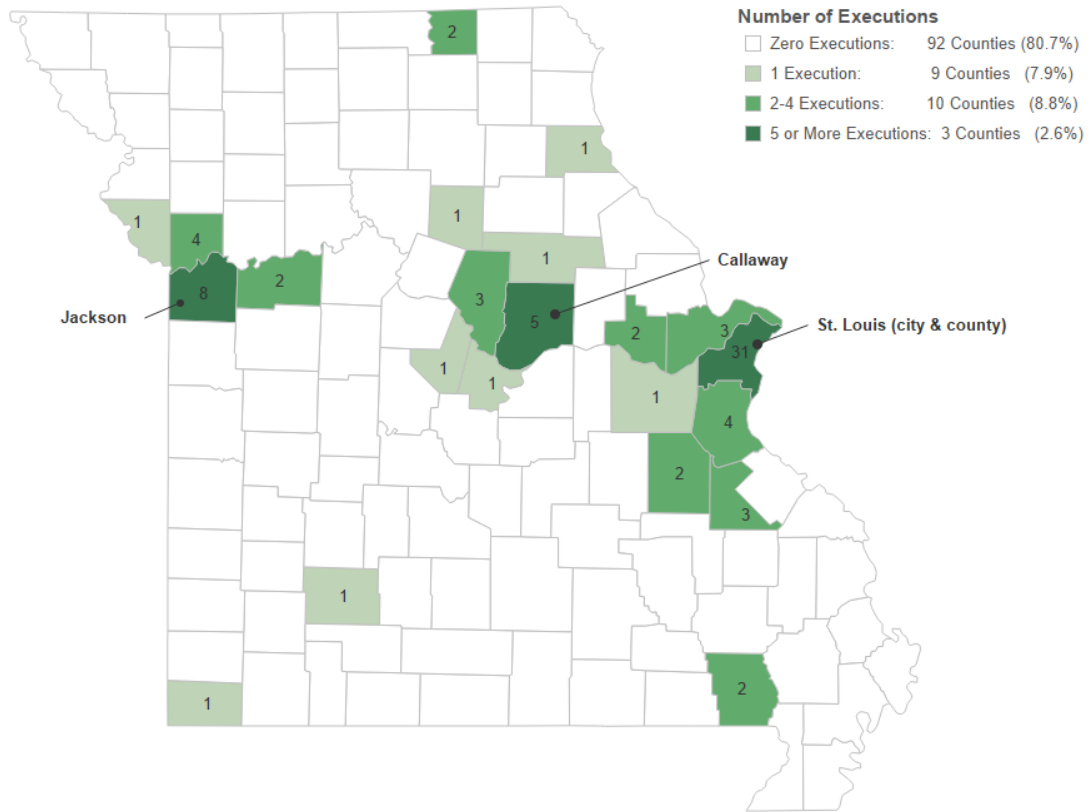 Number of Executions
Zero Executions: 92 Counties (80.7%)
1 Execution: 9 Counties (7.9%)
2-4 Executions: 10 Counties (8.8%)
5 or More Executions: 3 Counties (2.6%)
2
1
1
1
4
1
Callaway
2
3
Jackson
8
5
2
3
St. Louis (city & county)
31
1
1
1
4
2
3
1
2
1